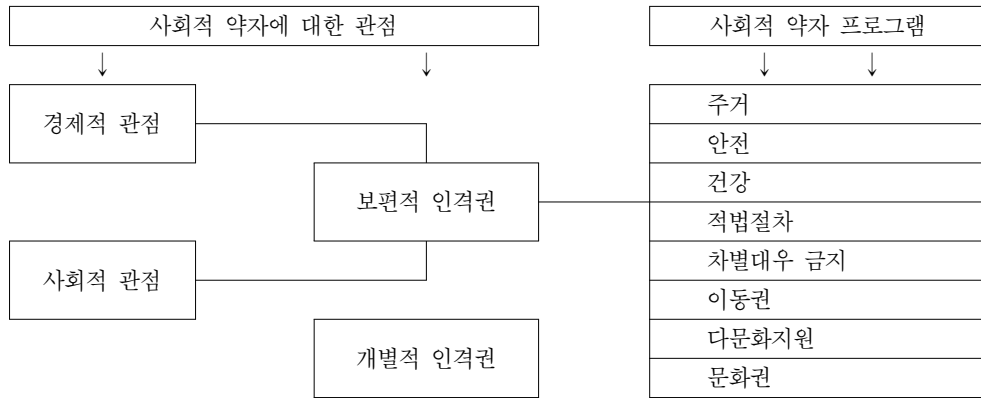 사회적 약자에 대한 관점
사회적 약자 프로그램
경제적 관점
보편적 인격권
사회적 관점
개별적 인격권
주거
안전
건강
적법절차
차별대우 금지
이동권
다문화지원
문화권